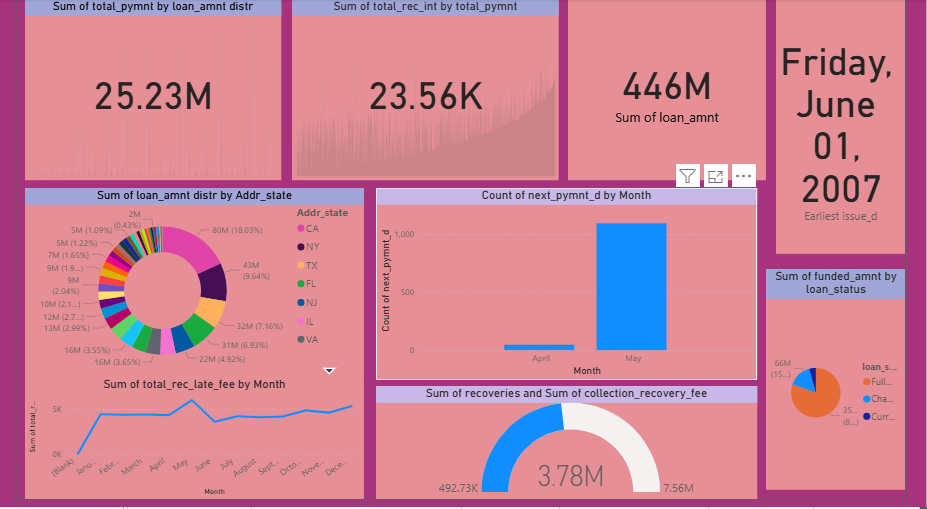 Sum of total_pymnt by loan_amnt distr
25.23M
Sum of total_rec_int by total_pymnt
23.56K
446M
Sum of loan_amnt
Friday,
June
01,
2007
Earliest issue_d
Sum of loan_amnt distr by Addr_state
2M
(0.43%)
5M (1.09%)
5M (1.22%)
7M (1.65%)
9M (1.9...)
9M
(2.04%)
10M (2.1...)
12M (2.7...)
13M (2.99%)
16M (3.55%)
16M (3.65%)
22M (4.92%)
31M (6.93%)
32M (7.16%)
43M
(9.64%)
80M (18.03%)
Addr_state
CA
NY
TX
FL
NJ
IL
VA
Count of next_pymnt_d by Month
Count of next_pymnt_d
1,000
500
0
April
May
Month
Sum of funded_amnt by
loan_status
66M
(15...)
35...
(8...)
loan_s...
Full...
Cha...
Curr...
Sum of total_rec_late_fee by Month
Sum of total_r...
5K
0K
(Blank)
Janu...
Febr...
March
April
May
June
July
August
Sept...
Octo...
Nove...
Dece...
Month
Sum of recoveries and Sum of collection_recovery_fee
3.78M
492.73K
7.56M